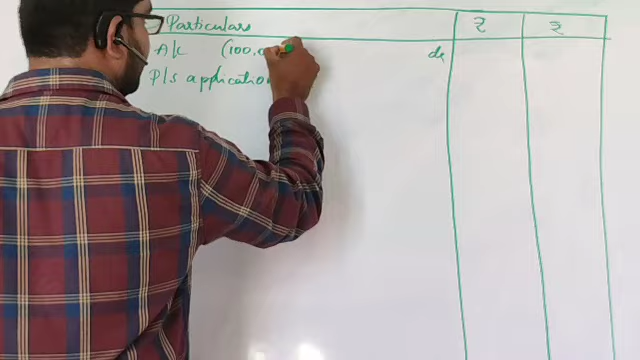 Particulars ₹ ₹
A/c (100,0 dr
P/s application